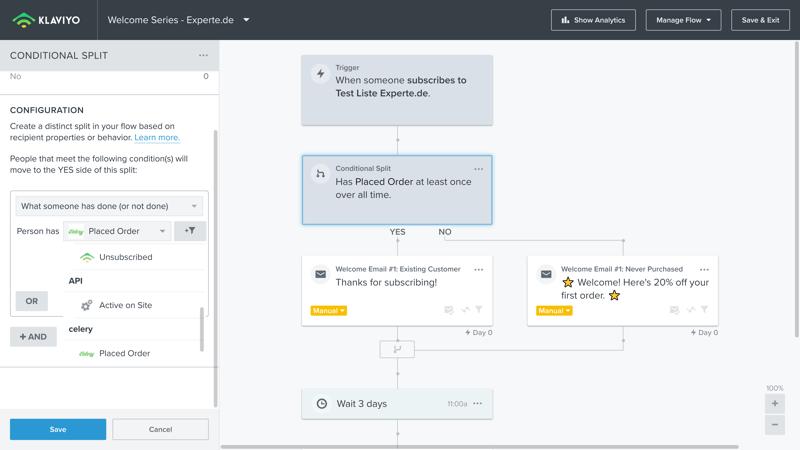 KLAVIYO
Welcome Series - Experte.de
Show Analytics
Manage Flow
Save & Exit
CONDITIONAL SPLIT
No 0
CONFIGURATION
Create a distinct split in your flow based on
recipient properties or behavior. Learn more.
People that meet the following condition(s) will
move to the YES side of this split:
What someone has done (or not done)
Person has
celery
Placed Order
Unsubscribed
API
OR
Active on Site
celery
+ AND
celery
Placed Order
Save
Cancel
Trigger
When someone subscribes to
Test Liste Experte.de.
Conditional Split
Has Placed Order at least once
over all time.
YES
NO
Welcome Email #1: Existing Customer
Thanks for subscribing!
Manual
Day 0
Welcome Email #1: Never Purchased
⭐ Welcome! Here's 20% off your
first order. ⭐
Manual
Day 0
Wait 3 days
11:00a
100%